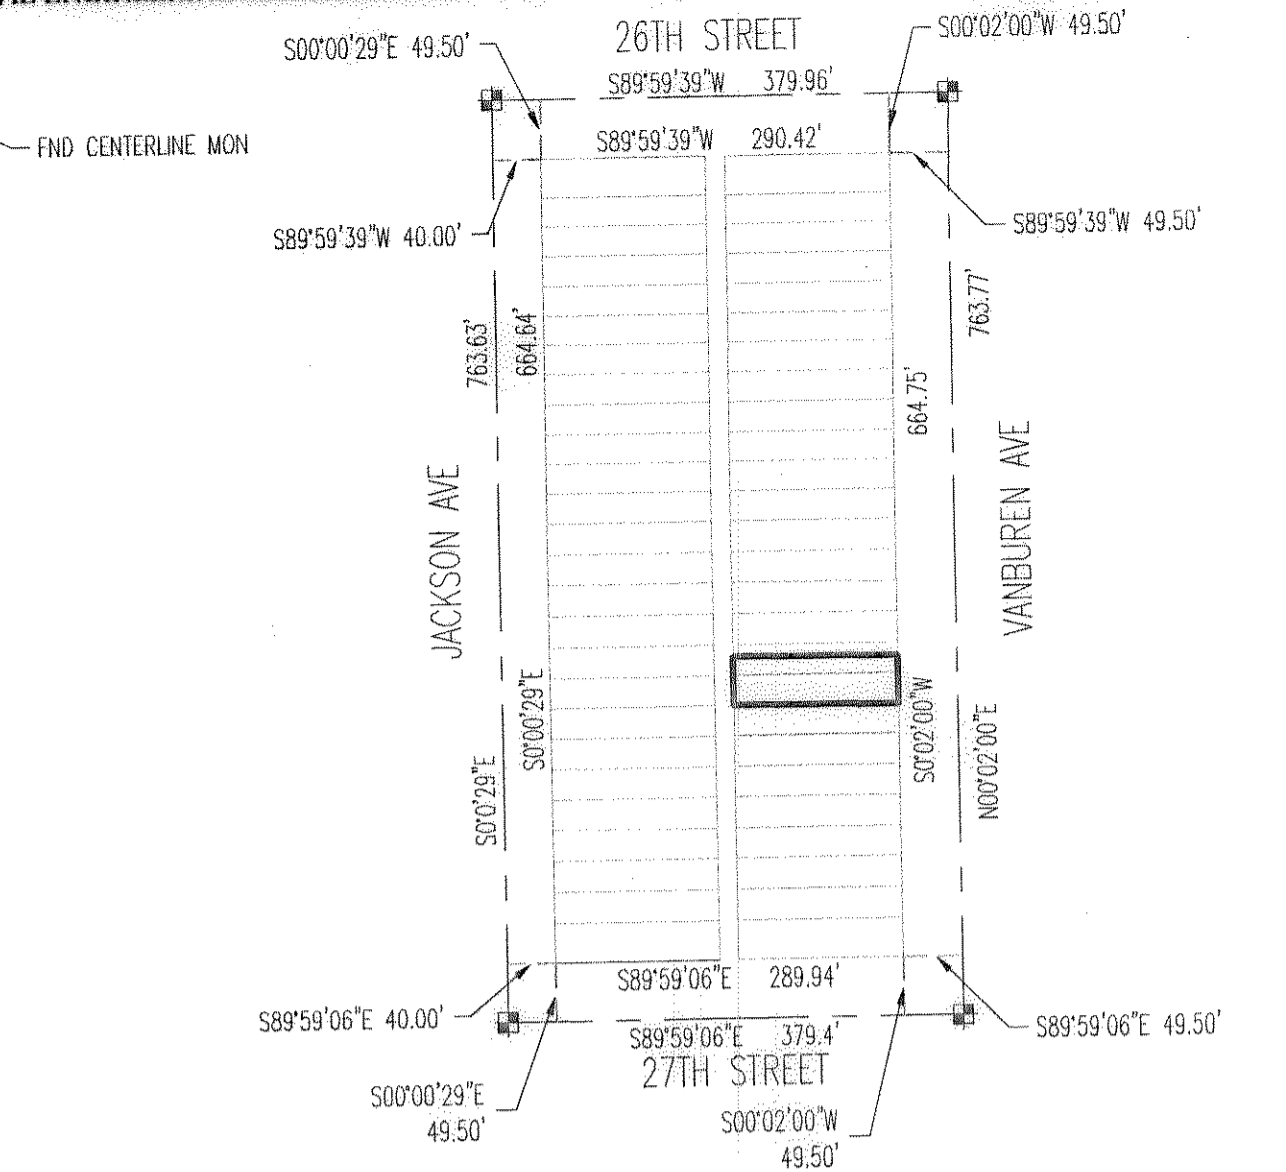 S00°00'29"E 49.50'
26TH STREET
S00°02'00"W 49.50'
S89°59'39"W 379.96'
FND CENTERLINE MON
S89°59'39"W 290.42'
S89°59'39"W 40.00'
S89°59'39"W 49.50'
763.63'
664.64'
763.77'
664.75'
JACKSON AVE
VANBUREN AVE
S0°0'29"E
S0°00'29"E
S0°02'00"W
N00°02'00"E
S89°59'06"E 289.94'
S89°59'06"E 40.00'
S89°59'06"E 49.50'
S89°59'06"E 379.4'
27TH STREET
S00°00'29"E
49.50'
S00°02'00"W
49.50'